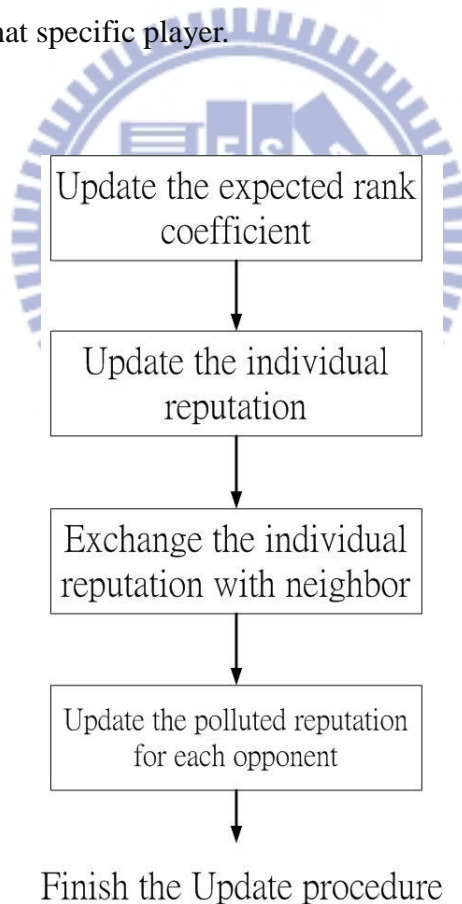 hat specific player.
Update the expected rank
coefficient
Update the individual
reputation
Exchange the individual
reputation with neighbor
Update the polluted reputation
for each opponent
Finish the Update procedure